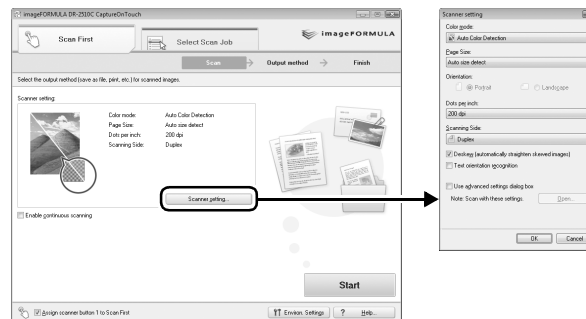 imageFORMULA DR-2510C CaptureOnTouch
Scan First
Select Scan Job
imageFORMULA
Scan
Output method
Finish
Select the output method (save as file, print, etc.) for scanned images.
Scanner setting:
Color mode: Auto Color Detection
Page Size: Auto size detect
Dots per inch: 200 dpi
Scanning Side: Duplex
Scanner setting...
Enable continuous scanning
Start
Assign scanner button 1 to Scan First
Environ. Settings
? Help...
Scanner setting
Color mode:
Auto Color Detection
Page Size:
Auto size detect
Orientation:
Portrait
Landscape
Dots per inch:
200 dpi
Scanning Side:
Duplex
Deskew (automatically straighten skewed images)
Text orientation recognition
Use advanced settings dialog box
Note: Scan with these settings.
Open...
OK
Cancel